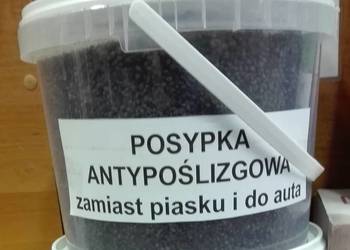 POSYPKA
ANTYPOŚLIZGOWA
zamiast piasku i do auta